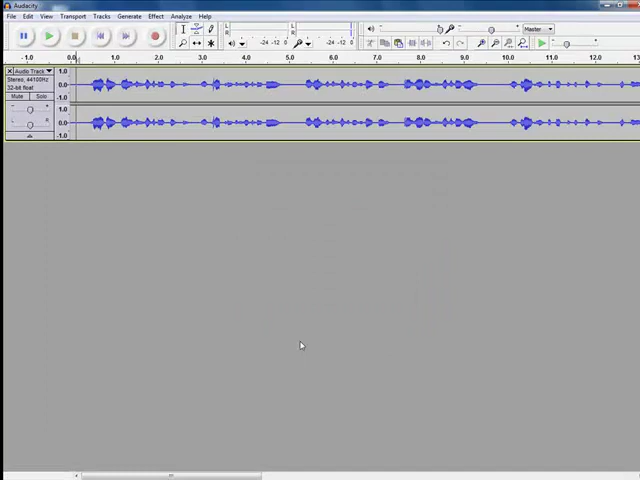 Audacity
File Edit View Transport Tracks Generate Effect Analyze Help
L
R
L
R
-24 -12 0
-24 -12 0
Master
-1.0 0.0 1.0 2.0 3.0 4.0 5.0 6.0 7.0 8.0 9.0 10.0 11.0 12.0 13
X Audio Track
Stereo, 44100Hz
32-bit float
Mute Solo
- +
L R
1.0
0.0
-1.0
1.0
0.0
-1.0